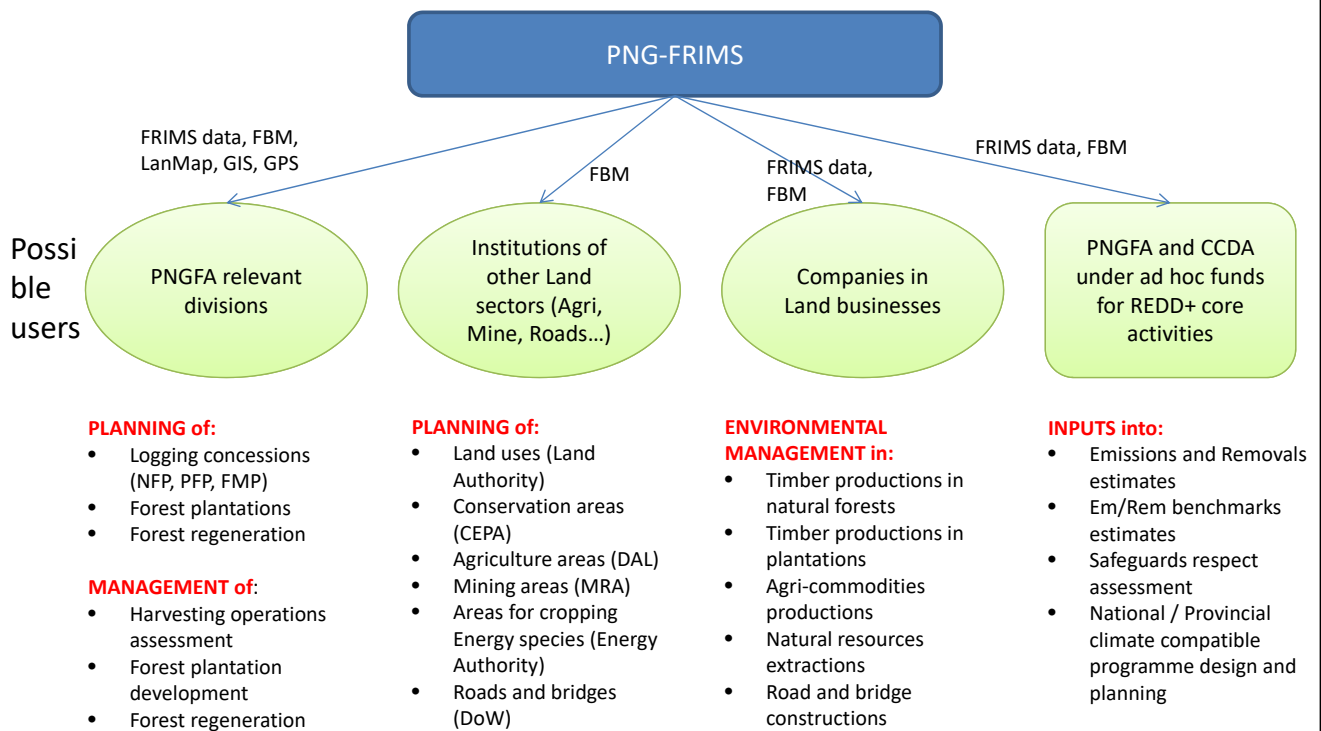 PNG-FRIMS
FRIMS data, FBM,
LanMap, GIS, GPS
FBM
FRIMS data,
FBM
FRIMS data, FBM
Possi
ble
users
PNGFA relevant
divisions
Institutions of
other Land
sectors (Agri,
Mine, Roads…)
Companies in
Land businesses
PNGFA and CCDA
under ad hoc funds
for REDD+ core
activities
PLANNING of:
• Logging concessions
(NFP, PFP, FMP)
• Forest plantations
• Forest regeneration
MANAGEMENT of:
• Harvesting operations
assessment
• Forest plantation
development
• Forest regeneration
PLANNING of:
• Land uses (Land
Authority)
• Conservation areas
(CEPA)
• Agriculture areas (DAL)
• Mining areas (MRA)
• Areas for cropping
Energy species (Energy
Authority)
• Roads and bridges
(DoW)
ENVIRONMENTAL
MANAGEMENT in:
• Timber productions in
natural forests
• Timber productions in
plantations
• Agri-commodities
productions
• Natural resources
extractions
• Road and bridge
constructions
INPUTS into:
• Emissions and Removals
estimates
• Em/Rem benchmarks
estimates
• Safeguards respect
assessment
• National / Provincial
climate compatible
programme design and
planning